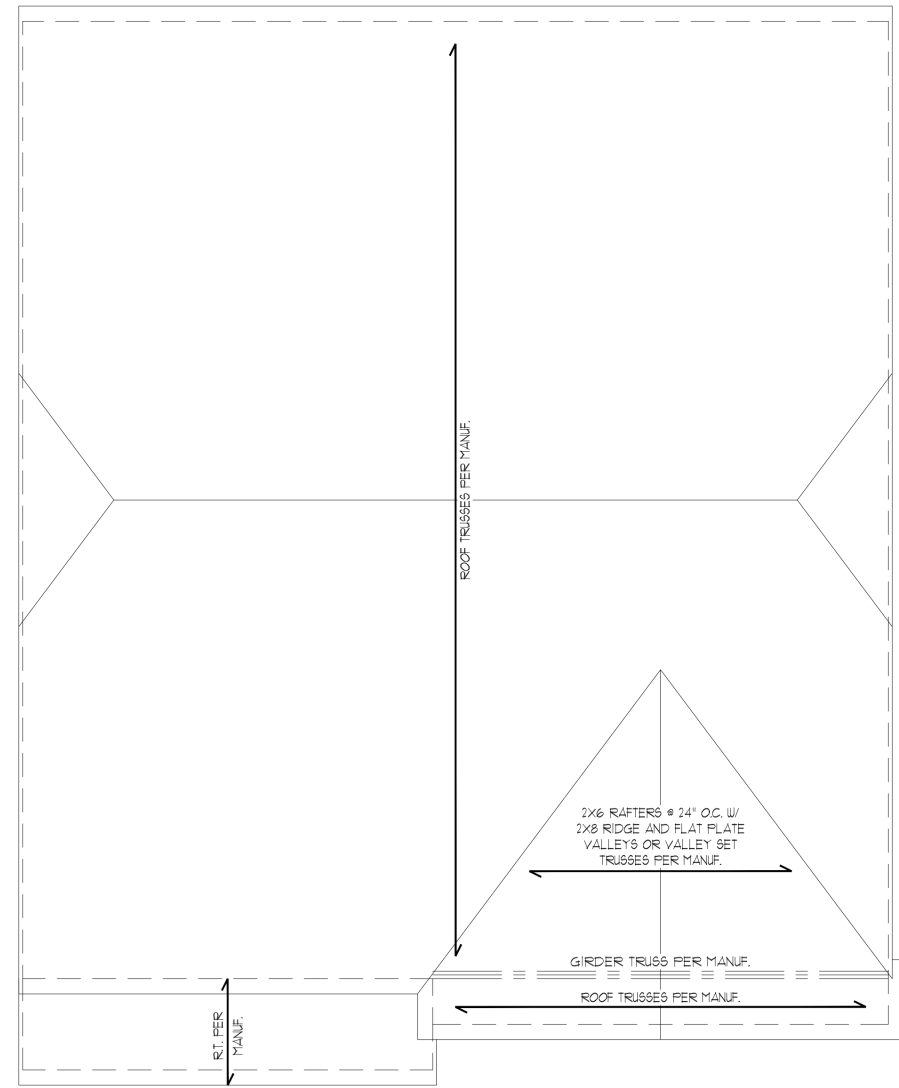 ROOF TRUSSES PER MANUF.
2X6 RAFTERS @ 24" O.C. W/
2X8 RIDGE AND FLAT PLATE
VALLEYS OR VALLEY SET
TRUSSES PER MANUF.
GIRDER TRUSS PER MANUF.
ROOF TRUSSES PER MANUF.
R.T. PER
MANUF.